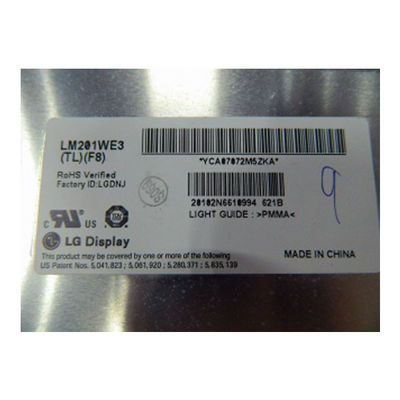 LM201WE3
(TL)(F8)
"YCA07072M5ZKA"
RoHS Verified
Factory ID:LGDNJ
20102N6610994 621B
LIGHT GUIDE : >PMMA<
9
C US
LG Display
MADE IN CHINA
This product may be covered by one or more of the following
US Patent Nos. 5,041,823 ; 5,061,920 ; 5,280,371 ; 5,835,139